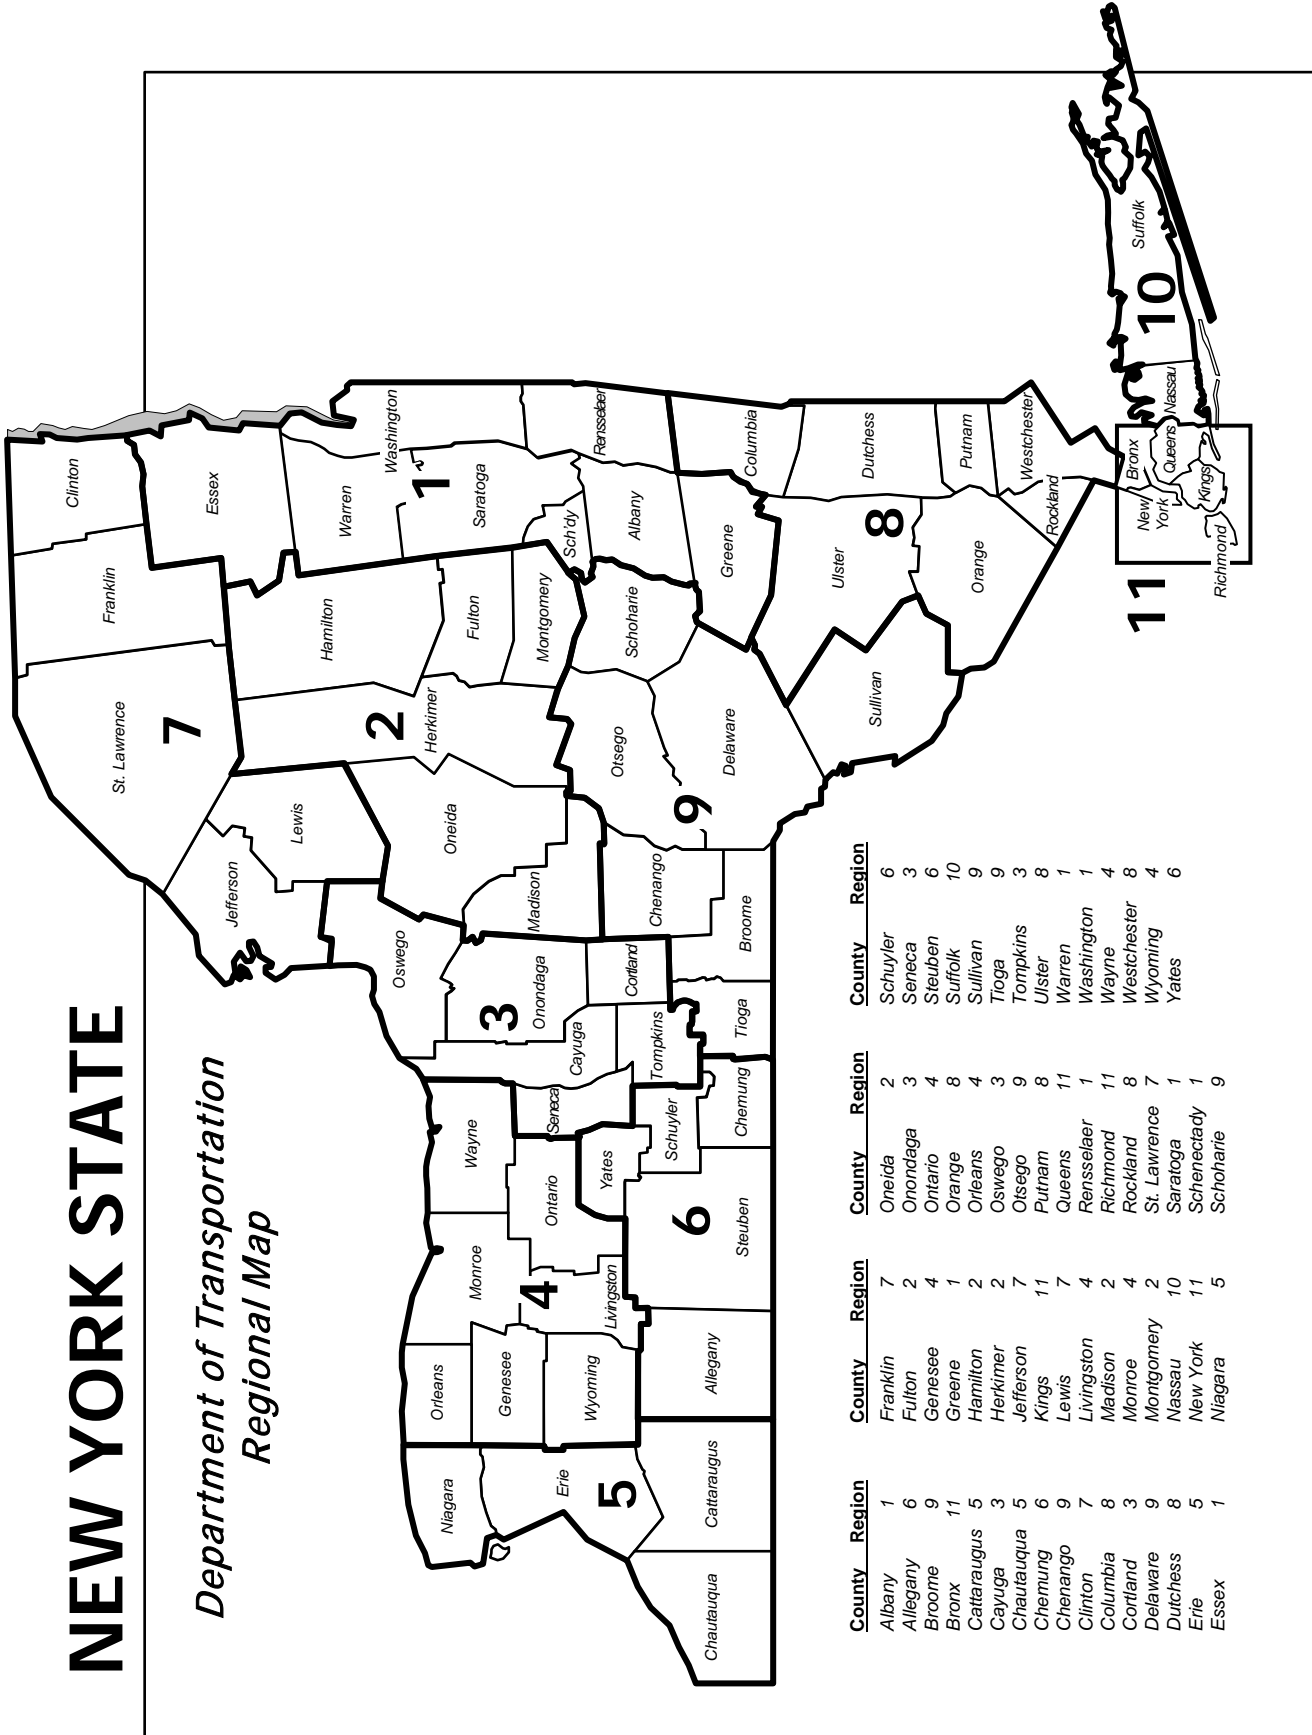 NEW YORK STATE
Department of Transportation
Regional Map
Clinton
Franklin
St. Lawrence
7
Essex
Jefferson
Lewis
Hamilton
Warren
Washington
1
2
Herkimer
Oneida
Fulton
Saratoga
Oswego
Montgomery
Sch'dy
Rensselaer
Madison
Onondaga
3
Cayuga
Wayne
Monroe
Orleans
Niagara
Genesee
4
Ontario
Seneca
Erie
5
Wyoming
Livingston
Yates
Cortland
Chenango
Otsego
Schoharie
Albany
Tompkins
Schuyler
6
9
Delaware
Greene
Columbia
Chautauqua
Cattaraugus
Allegany
Steuben
Chemung
Tioga
Broome
Ulster
8
Dutchess
Sullivan
Orange
Putnam
Rockland
Westchester
Bronx
New
York
Queens
Kings
Richmond
11
Nassau
10
Suffolk
County Region
Albany 1
Allegany 6
Broome 9
Bronx 11
Cattaraugus 5
Cayuga 3
Chautauqua 5
Chemung 6
Chenango 9
Clinton 7
Columbia 8
Cortland 3
Delaware 9
Dutchess 8
Erie 5
Essex 1
County Region
Franklin 7
Fulton 2
Genesee 4
Greene 1
Hamilton 2
Herkimer 2
Jefferson 7
Kings 11
Lewis 7
Livingston 4
Madison 2
Monroe 4
Montgomery 2
Nassau 10
New York 11
Niagara 5
County Region
Oneida 2
Onondaga 3
Ontario 4
Orange 8
Orleans 4
Oswego 3
Otsego 9
Putnam 8
Queens 11
Rensselaer 1
Richmond 11
Rockland 8
St. Lawrence 7
Saratoga 1
Schenectady 1
Schoharie 9
County Region
Schuyler 6
Seneca 3
Steuben 6
Suffolk 10
Sullivan 9
Tioga 9
Tompkins 3
Ulster 8
Warren 1
Washington 1
Wayne 4
Westchester 8
Wyoming 4
Yates 6